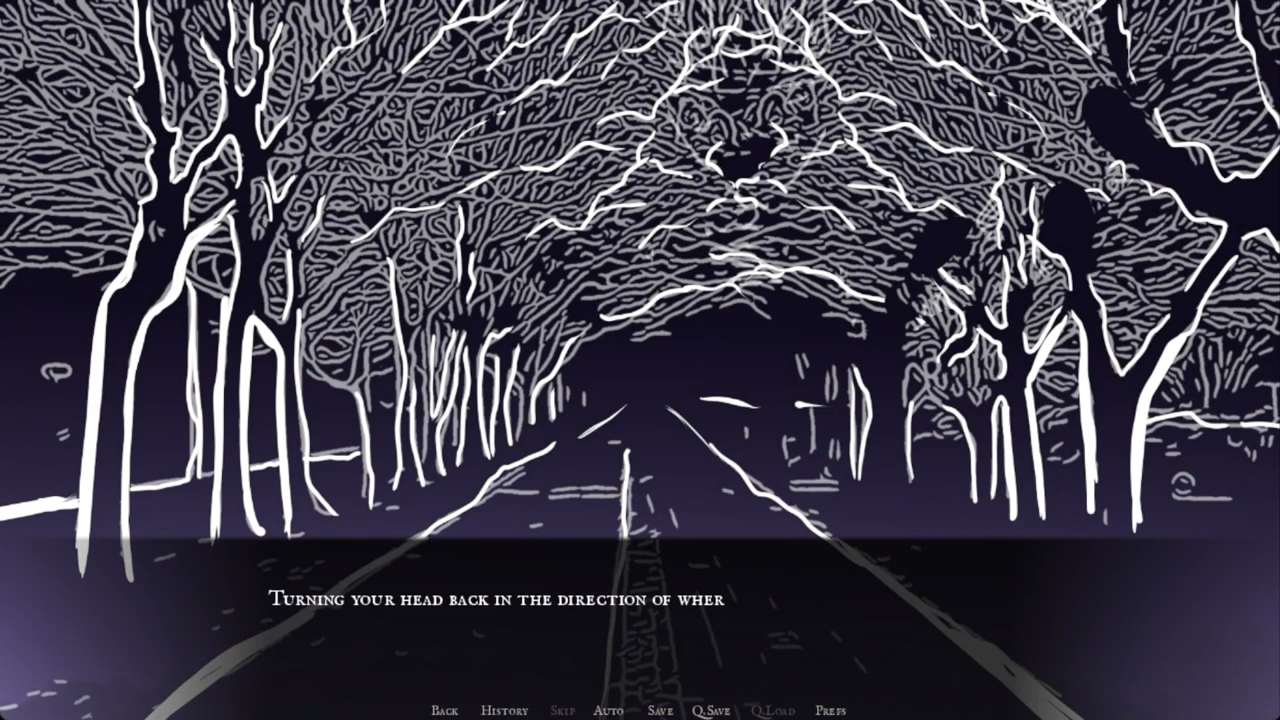 Turning your head back in the direction of wher
Back History Skip Auto Save Q.Save Q.Load Prefs